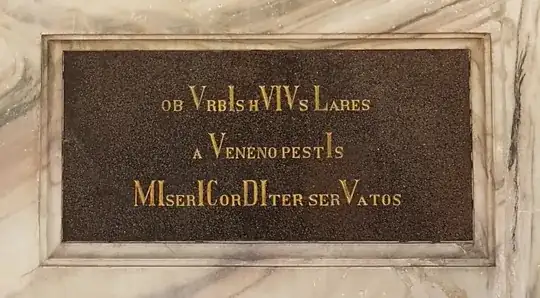 OB VRBIS HVIVS LARES
A VENENO PESTIS
MISERICORDITER SERVATOS